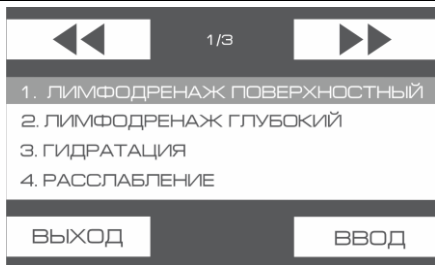 1/3
1. ЛИМФОДРЕНАЖ ПОВЕРХНОСТНЫЙ
2. ЛИМФОДРЕНАЖ ГЛУБОКИЙ
3. ГИДРАТАЦИЯ
4. РАССЛАБЛЕНИЕ
ВЫХОД
ВВОД